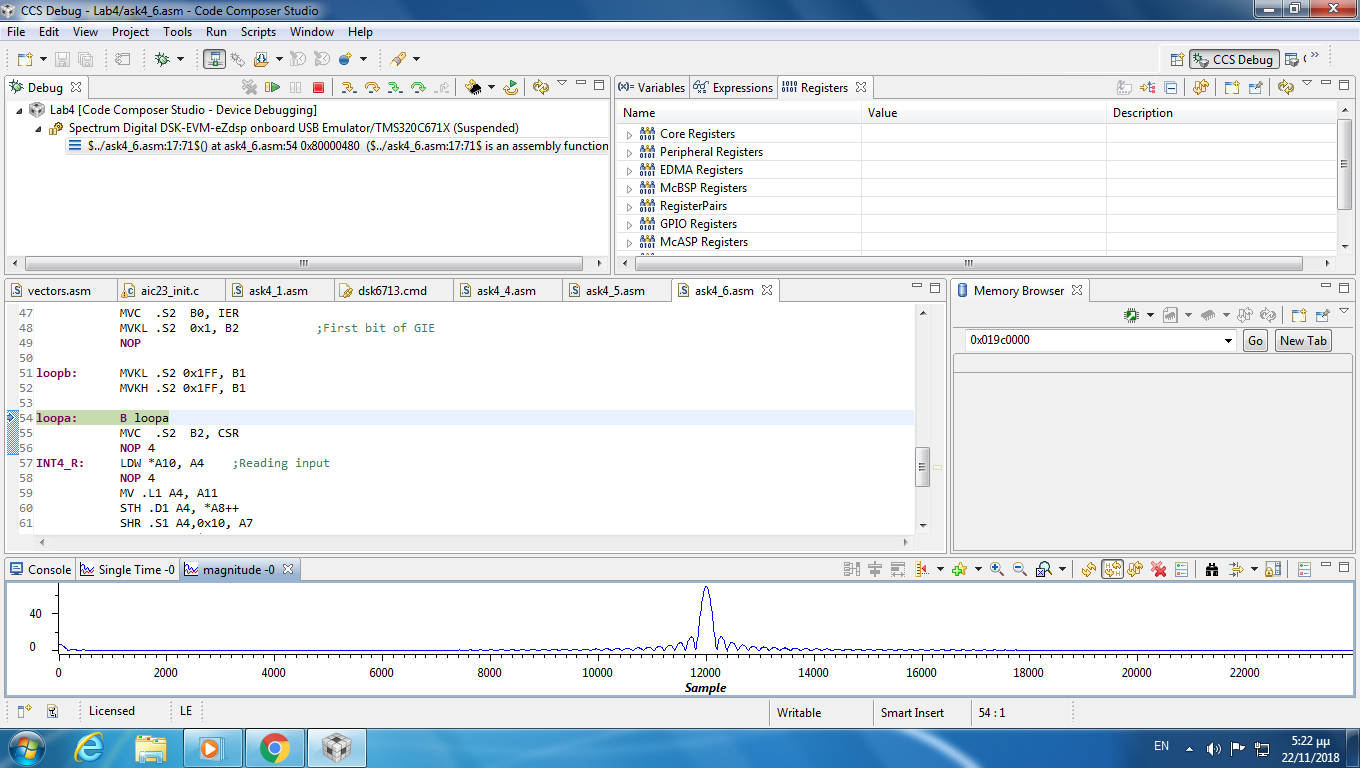 CCS Debug - Lab4/ask4_6.asm - Code Composer Studio
File Edit View Project Tools Run Scripts Window Help
CCS Debug
Debug
Lab4 [Code Composer Studio - Device Debugging]
Spectrum Digital DSK-EVM-eZdsp onboard USB Emulator/TMS320C671X (Suspended)
$../ask4_6.asm:17:71$() at ask4_6.asm:54 0x80000480 ($../ask4_6.asm:17:71$ is an assembly function
Variables Expressions Registers
Name Value Description
Core Registers
Peripheral Registers
EDMA Registers
McBSP Registers
RegisterPairs
GPIO Registers
McASP Registers
vectors.asm aic23_init.c ask4_1.asm dsk6713.cmd ask4_4.asm ask4_5.asm ask4_6.asm
47 MVC .S2 B0, IER
48 MVKL .S2 0x1, B2 ;First bit of GIE
49 NOP
50
51 loopb: MVKL .S2 0x1FF, B1
52 MVKH .S2 0x1FF, B1
53
54 loopa: B loopa
55 MVC .S2 B2, CSR
56 NOP 4
57 INT4_R: LDW *A10, A4 ;Reading input
58 NOP 4
59 MV .L1 A4, A11
60 STH .D1 A4, *A8++
61 SHR .S1 A4,0x10, A7
Memory Browser
0x019c0000 Go New Tab
Console Single Time -0 magnitude -0
40
0
0 2000 4000 6000 8000 10000 12000 14000 16000 18000 20000 22000
Sample
Licensed LE Writable Smart Insert 54 : 1
EN
5:22 μμ
22/11/2018